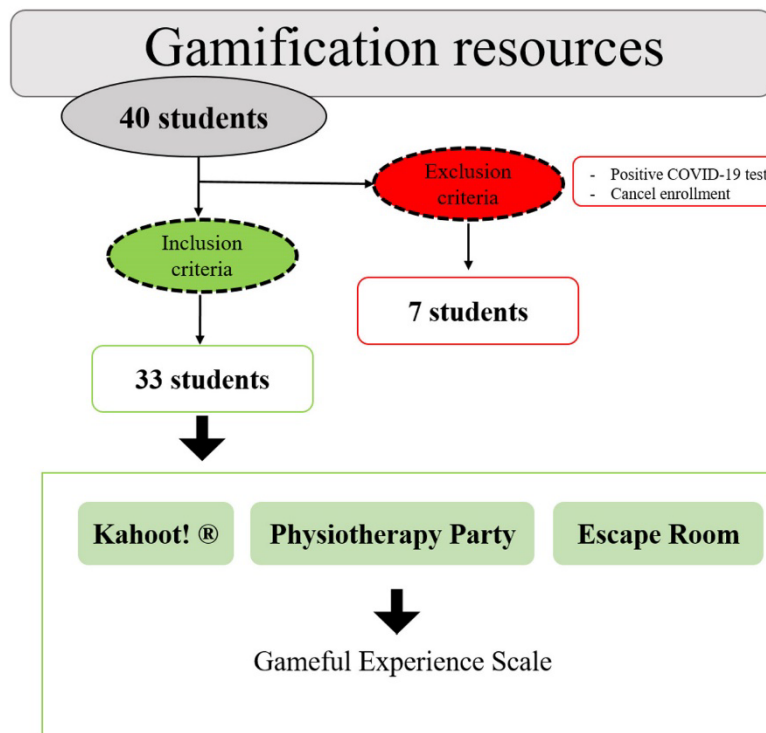 Gamification resources
40 students
Exclusion
criteria
- Positive COVID-19 test
- Cancel enrollment
Inclusion
criteria
7 students
33 students
Kahoot! ®
Physiotherapy Party
Escape Room
Gameful Experience Scale